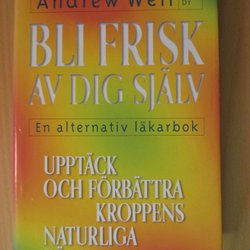 Andrew Weil
BLI FRISK
AV DIG SJÄLV
En alternativ läkarbok
UPPTÄCK
OCH FÖRBÄTTRA
KROPPENS
NATURLIGA